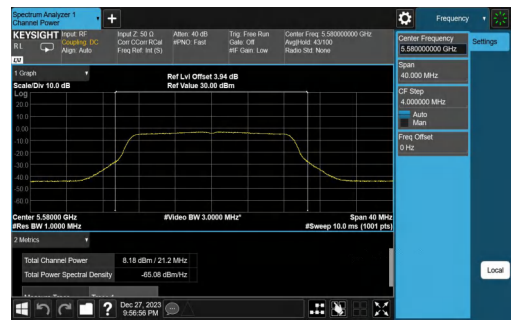 Spectrum Analyzer 1
Channel Power
Frequency
KEYSIGHT
RL
LV
Input: RF
Coupling: DC
Align: Auto
Input Z: 50 Ω
Corr CCorr RCal
Freq Ref: Int (S)
Atten: 40 dB
#PNO: Fast
Trig: Free Run
Gate: Off
#IF Gain: Low
Center Freq: 5.580000000 GHz
Avg|Hold: 43/100
Radio Std: None
Center Frequency
5.580000000 GHz
Settings
Span
40.000 MHz
CF Step
4.000000 MHz
Auto
Man
Freq Offset
0 Hz
1 Graph
Scale/Div 10.0 dB
Ref Lvl Offset 3.94 dB
Ref Value 30.00 dBm
Log
20.0
10.0
0.00
-10.0
-20.0
-30.0
-40.0
-50.0
-60.0
Center 5.58000 GHz
#Video BW 3.0000 MHz*
Span 40 MHz
#Res BW 1.0000 MHz
#Sweep 10.0 ms (1001 pts)
2 Metrics
Total Channel Power
8.18 dBm / 21.2 MHz
Total Power Spectral Density
-65.08 dBm/Hz
Local
?
Dec 27, 2023
9:56:56 PM